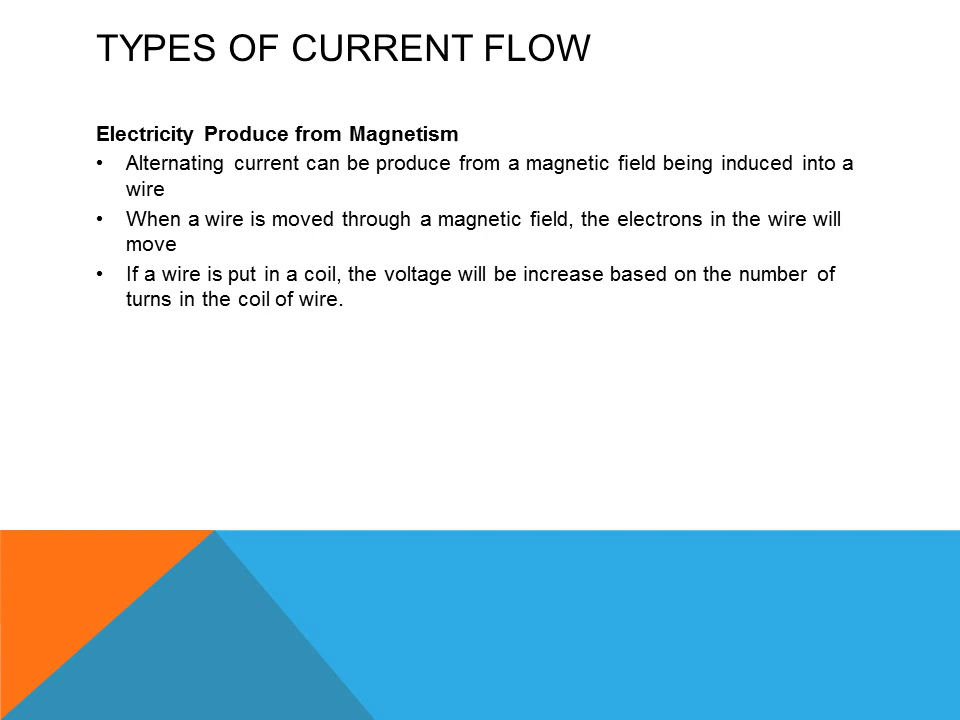 TYPES OF CURRENT FLOW
Electricity Produce from Magnetism
• Alternating current can be produce from a magnetic field being induced into a
wire
• When a wire is moved through a magnetic field, the electrons in the wire will
move
• If a wire is put in a coil, the voltage will be increase based on the number of
turns in the coil of wire.